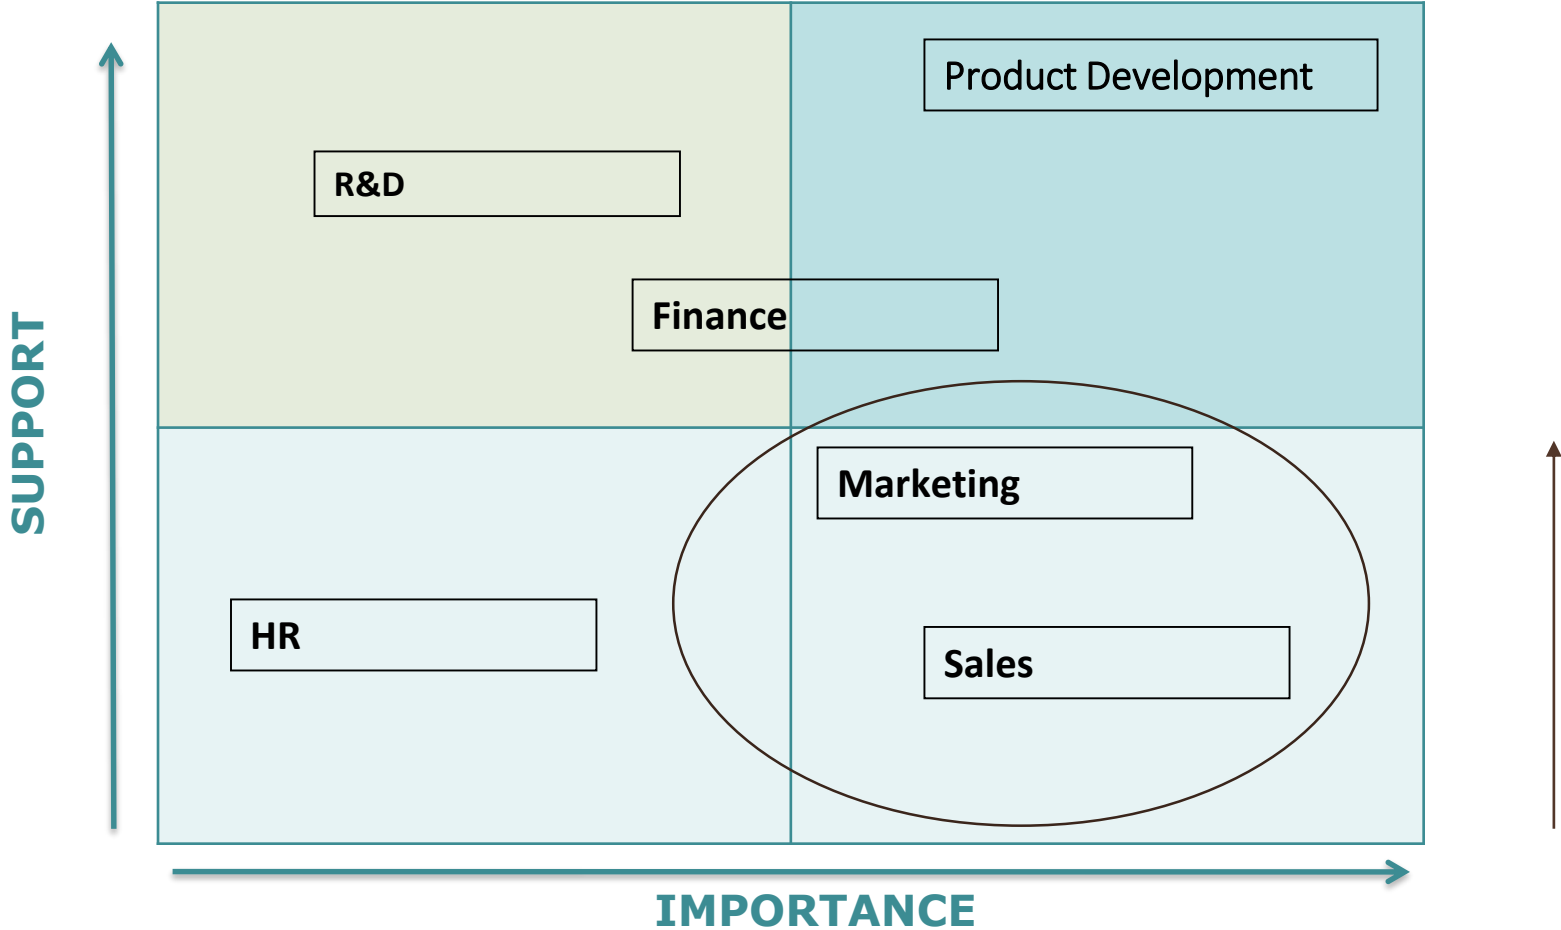 Product Development
R&D
Finance
SUPPORT
Marketing
HR
Sales
IMPORTANCE